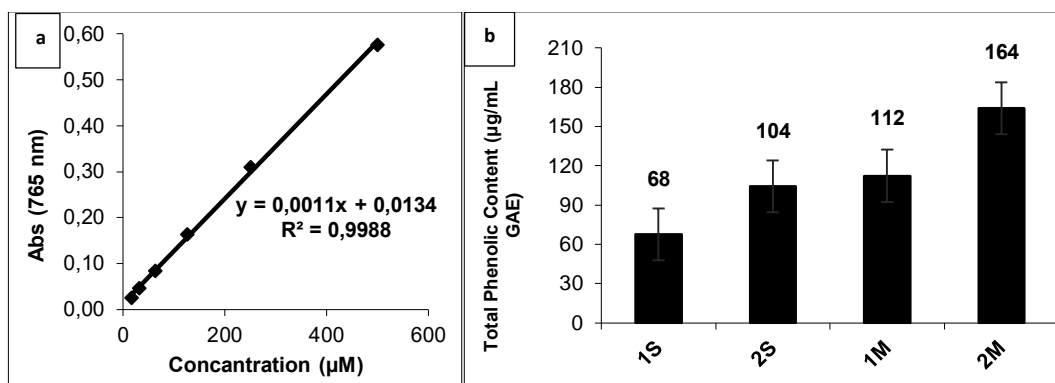 a
0,60
0,50
0,40
0,30
0,20
0,10
0,00
Abs (765 nm)
y = 0,0011x + 0,0134
R² = 0,9988
0
200
400
600
Concantration (µM)
b
Total Phenolic Content (µg/mL
GAE)
210
180
150
120
90
60
30
0
68
104
112
164
1S
2S
1M
2M